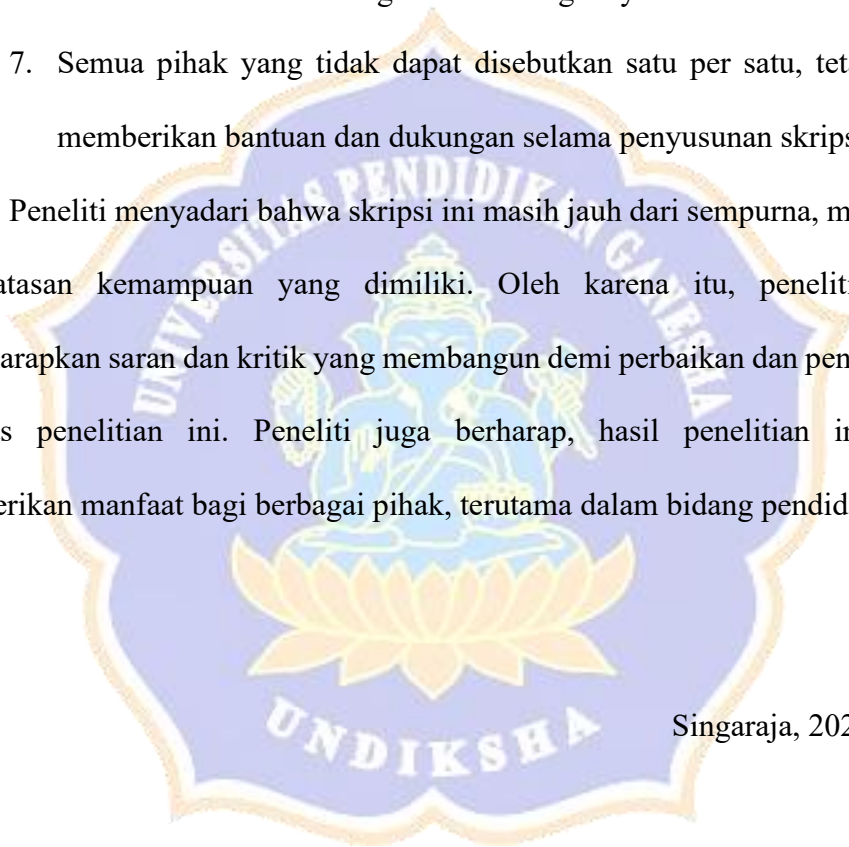 7. Semua pihak yang tidak dapat disebutkan satu per satu, teta
memberikan bantuan dan dukungan selama penyusunan skrips
Peneliti menyadari bahwa skripsi ini masih jauh dari sempurna, m
atasan kemampuan yang dimiliki. Oleh karena itu, peneliti
arapkan saran dan kritik yang membangun demi perbaikan dan pen
s penelitian ini. Peneliti juga berharap, hasil penelitian in
erikan manfaat bagi berbagai pihak, terutama dalam bidang pendid
Singaraja, 202
UNIVERSITAS PENDIDIKAN GANESHA
UNDIKSHA